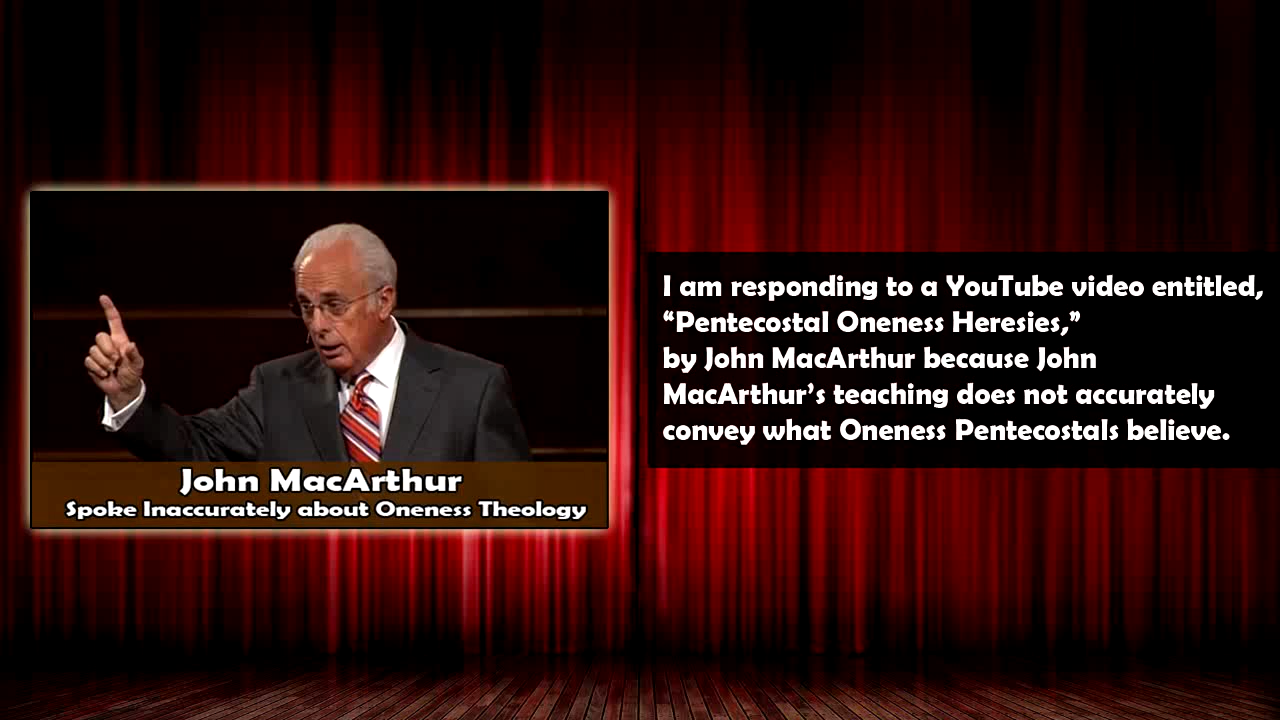 John MacArthur
Spoke Inaccurately about Oneness Theology
I am responding to a YouTube video entitled,
“Pentecostal Oneness Heresies,”
by John MacArthur because John
MacArthur’s teaching does not accurately
convey what Oneness Pentecostals believe.